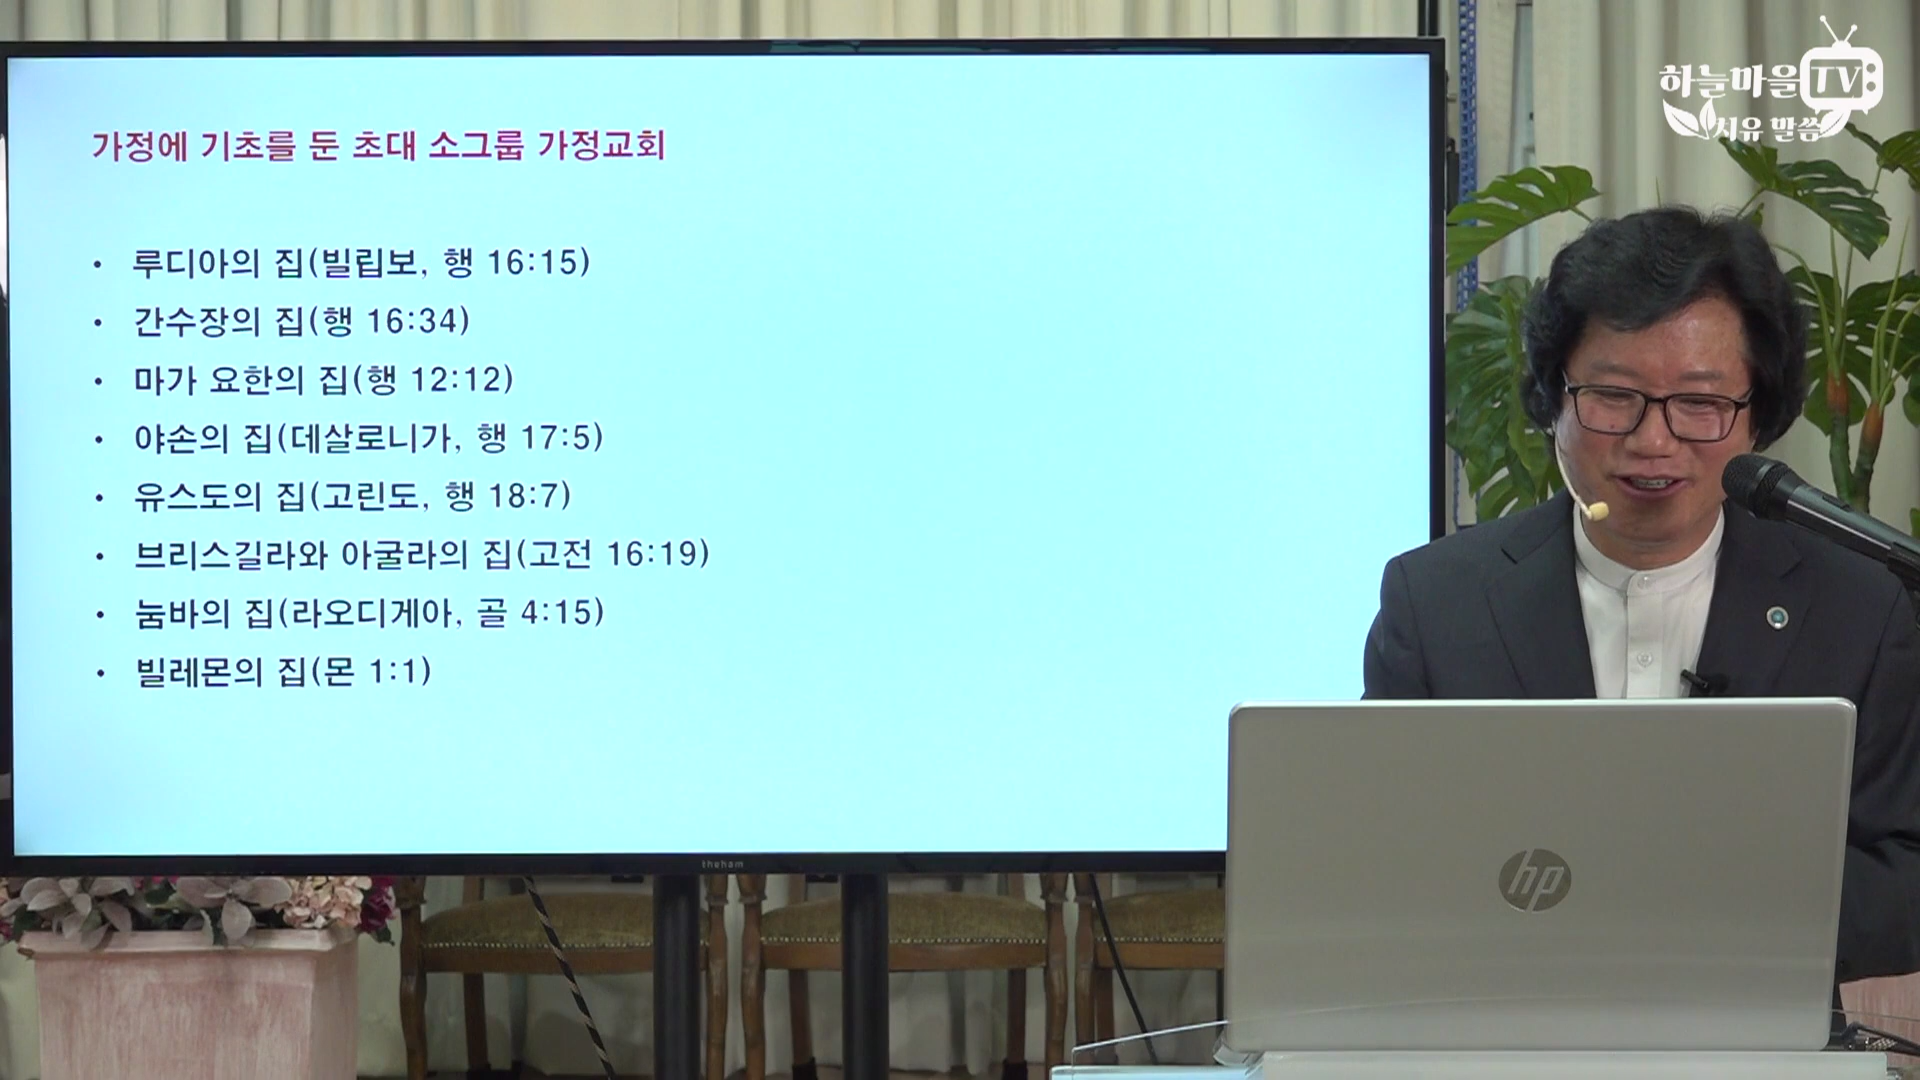 가정에 기초를 둔 초대 소그룹 가정교회
• 루디아의 집(빌립보, 행 16:15)
• 간수장의 집(행 16:34)
• 마가 요한의 집(행 12:12)
• 야손의 집(데살로니가, 행 17:5)
• 유스도의 집(고린도, 행 18:7)
• 브리스길라와 아굴라의 집(고전 16:19)
• 눔바의 집(라오디게아, 골 4:15)
• 빌레몬의 집(몬 1:1)
하늘마을TV
치유 말씀
theham
hp